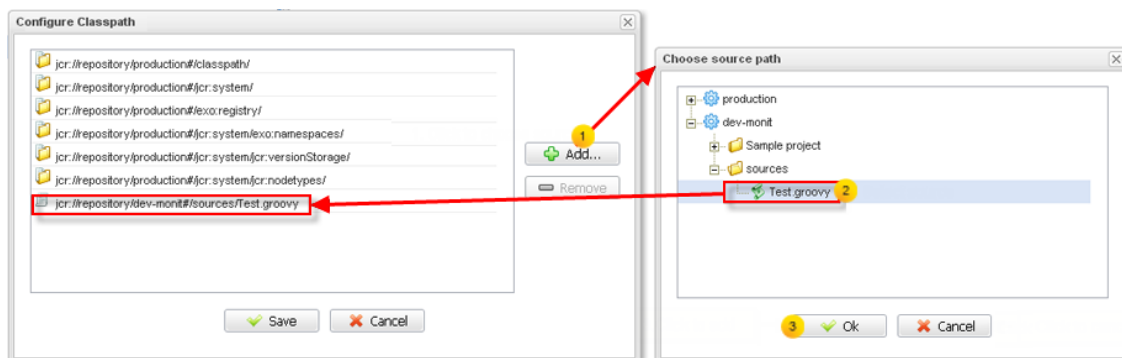 Configure Classpath
jcr://repository/production#/classpath/
jcr://repository/production#/jcr:system/
jcr://repository/production#/exo:registry/
jcr://repository/production#/jcr:system/exo:namespaces/
jcr://repository/production#/jcr:system/jcr:versionStorage/
jcr://repository/production#/jcr:system/jcr:nodetypes/
jcr://repository/dev-monit#/sources/Test.groovy
1
Add...
Remove
Save
Cancel
Choose source path
production
dev-monit
Sample project
sources
Test.groovy 2
3 Ok
Cancel